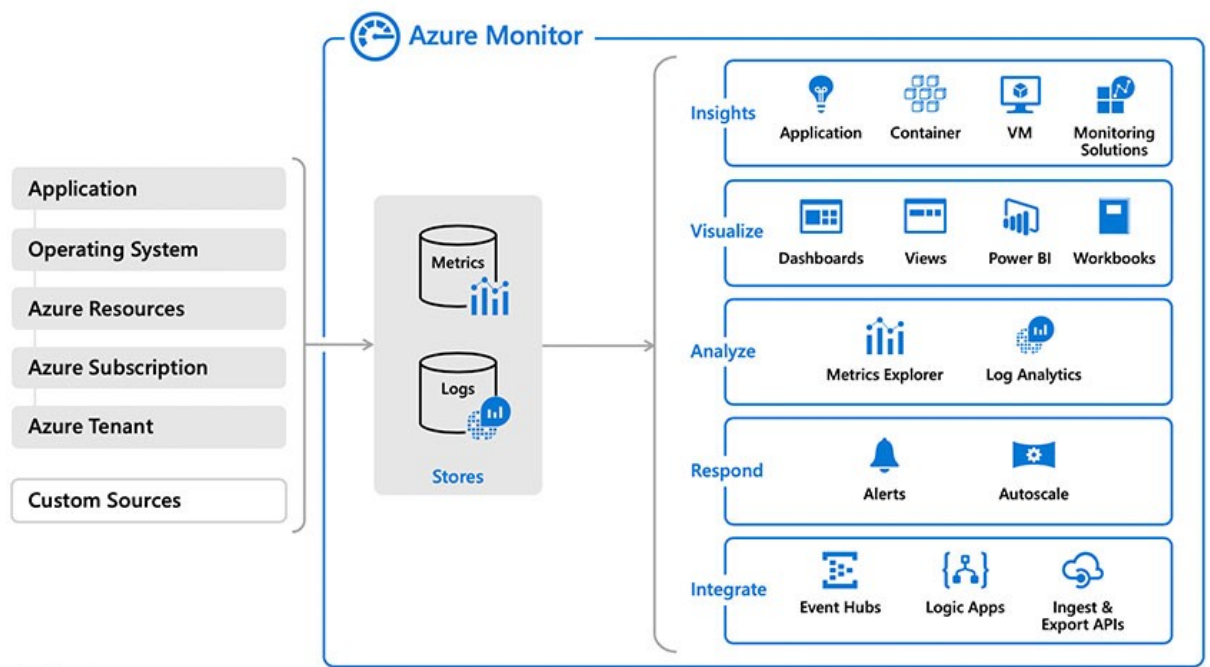 Azure Monitor
Application
Operating System
Azure Resources
Azure Subscription
Azure Tenant
Custom Sources
Metrics
Logs
Stores
Insights
Application
Container
VM
Monitoring
Solutions
Visualize
Dashboards
Views
Power BI
Workbooks
Analyze
Metrics Explorer
Log Analytics
Respond
Alerts
Autoscale
Integrate
Event Hubs
Logic Apps
Ingest &
Export APIs